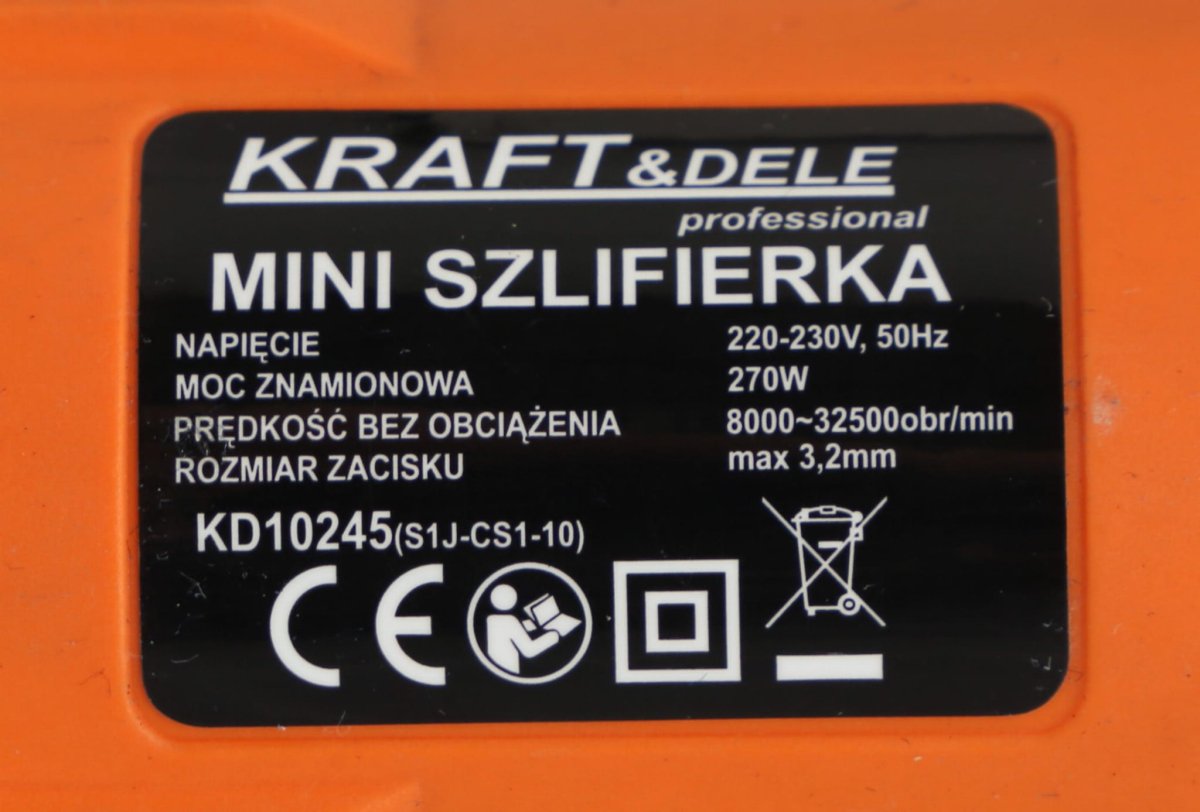 KRAFT&DELE
professional
MINI SZLIFIERKA
NAPIĘCIE 220-230V, 50Hz
MOC ZNAMIONOWA 270W
PRĘDKOŚĆ BEZ OBCIĄŻENIA 8000~32500obr/min
ROZMIAR ZACISKU max 3,2mm
KD10245(S1J-CS1-10)
CE